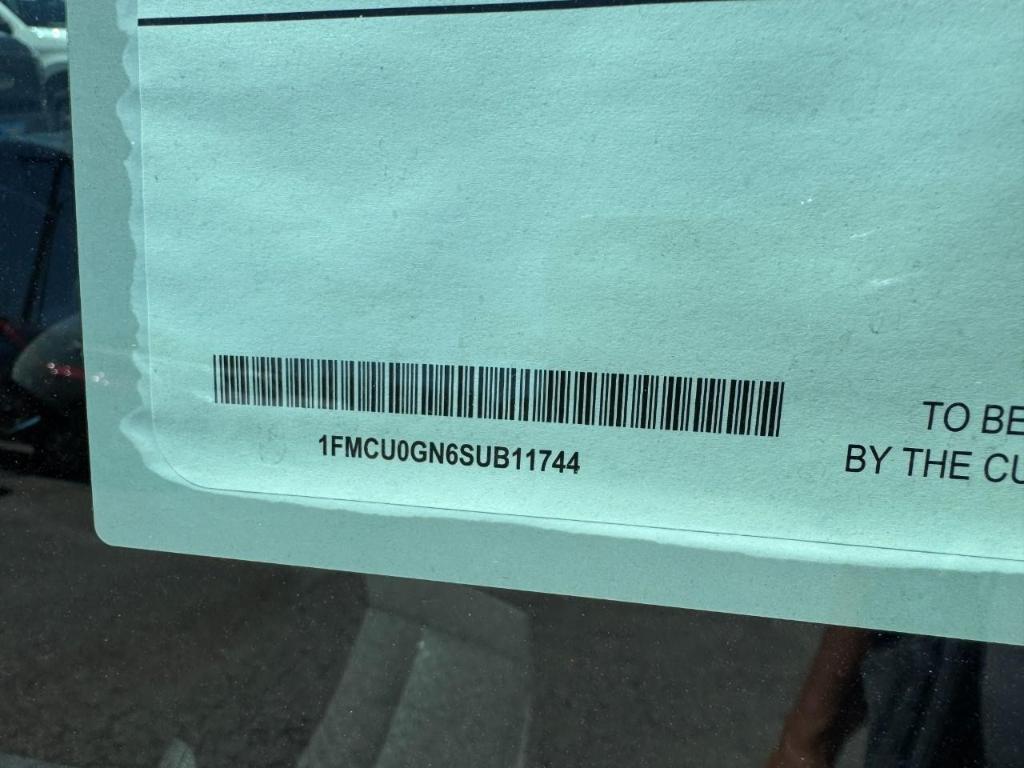 1FMCU0GN6SUB11744
TO BE
BY THE CU